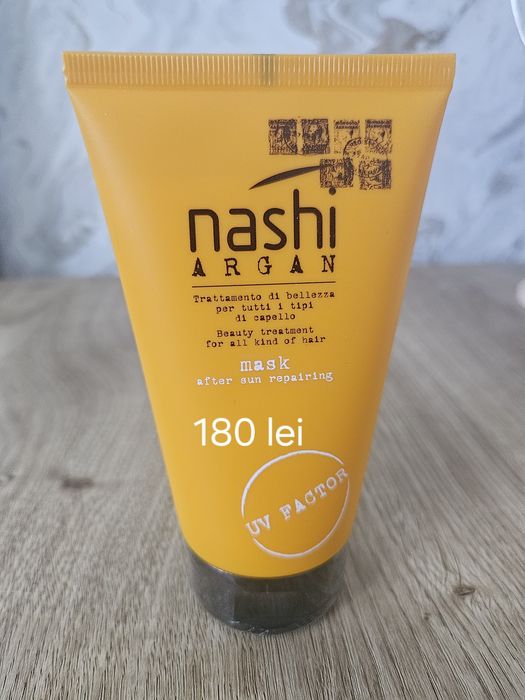 nashi
ARGAN
Trattamento di bellezza
per tutti i tipi
di capello
Beauty treatment
for all kind of hair
mask
after sun repairing
180 lei
UV FACTOR